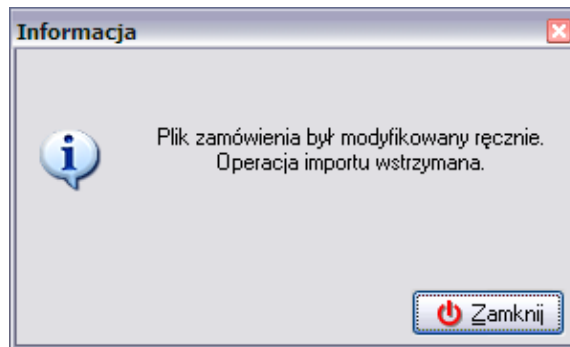 Informacja
Plik zamówienia był modyfikowany ręcznie.
Operacja importu wstrzymana.
Zamknij